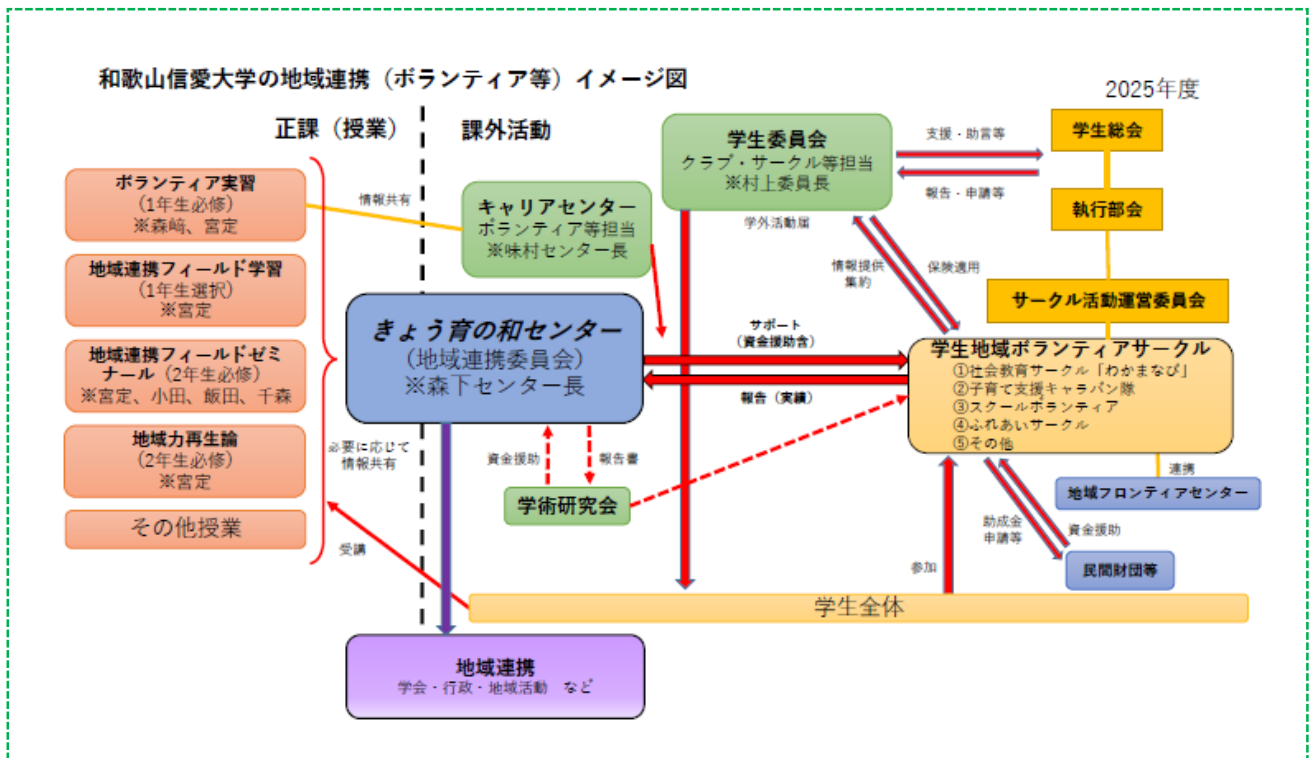 和歌山信愛大学の地域連携（ボランティア等）イメージ図
2025年度
正課（授業）
課外活動
ボランティア実習
(1年生必修)
※森﨑、宮定
地域連携フィールド学習
(1年生選択)
※宮定
地域連携フィールドゼミ
ナール（2年生必修）
※宮定、小田、飯田、千森
地域力再生論
(2年生必修)
※宮定
その他授業
情報共有
必要に応じて
情報共有
受講
キャリアセンター
ボランティア等担当
※味村センター長
きょう育の和センター
(地域連携委員会)
※森下センター長
資金援助
報告書
学術研究会
地域連携
学会・行政・地域活動　など
学生委員会
クラブ・サークル等担当
※村上委員長
学外活動届
情報提供
集約
保険適用
支援・助言等
報告・申請等
学生総会
執行部会
サークル活動運営委員会
サポート
(資金援助含)
報告（実績）
学生地域ボランティアサークル
①社会教育サークル「わかまなび」
②子育て支援キャラバン隊
③スクールボランティア
④ふれあいサークル
⑤その他
連携
地域フロンティアセンター
助成金
申請等
資金援助
民間財団等
参加
学生全体